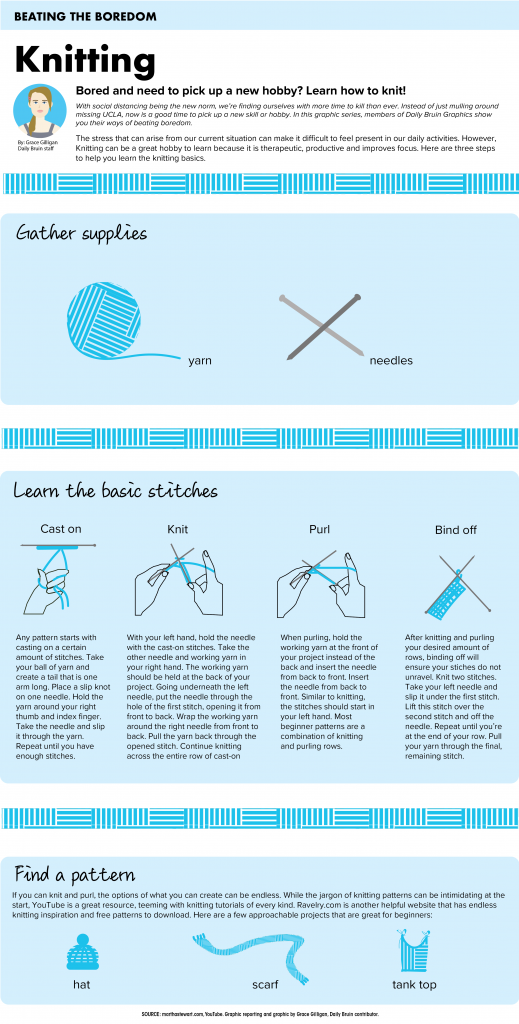 BEATING THE BOREDOM
Knitting
Bored and need to pick up a new hobby? Learn how to knit!
With social distancing being the new norm, we're finding ourselves with more time to kill than ever. Instead of just mulling around
missing UCLA, now is a good time to pick up a new skill or hobby. In this graphic series, members of Daily Bruin Graphics show
you their ways of beating boredom.
By: Grace Gilligan
Daily Bruin staff
The stress that can arise from our current situation can make it difficult to feel present in our daily activities. However,
Knitting can be a great hobby to learn because it is therapeutic, productive and improves focus. Here are three steps
to help you learn the knitting basics.
Gather supplies
yarn
needles
Learn the basic stitches
Cast on
Any pattern starts with
casting on a certain
amount of stitches. Take
your ball of yarn and
create a tail that is one
arm long. Place a slip knot
on one needle. Hold the
yarn around your right
thumb and index finger.
Take the needle and slip
it through the yarn.
Repeat until you have
enough stitches.
Knit
With your left hand, hold the needle
with the cast-on stitches. Take the
other needle and working yarn in
your right hand. The working yarn
should be held at the back of your
project. Going underneath the left
needle, put the needle through the
hole of the first stitch, opening it from
front to back. Wrap the working yarn
around the right needle from front to
back. Pull the yarn back through the
opened stitch. Continue knitting
across the entire row of cast-on
Purl
When purling, hold the
working yarn at the front of
your project instead of the
back and insert the needle
from back to front. Insert
the needle from back to
front. Similar to knitting,
the stitches should start in
your left hand. Most
beginner patterns are a
combination of knitting
and purling rows.
Bind off
After knitting and purling
your desired amount of
rows, binding off will
ensure your stiches do not
unravel. Knit two stitches.
Take your left needle and
slip it under the first stitch.
Lift this stitch over the
second stitch and off the
needle. Repeat until you're
at the end of your row. Pull
your yarn through the final,
remaining stitch.
Find a pattern
If you can knit and purl, the options of what you can create can be endless. While the jargon of knitting patterns can be intimidating at the
start, YouTube is a great resource, teeming with knitting tutorials of every kind. Ravelry.com is another helpful website that has endless
knitting inspiration and free patterns to download. Here are a few approachable projects that are great for beginners:
hat
scarf
tank top
SOURCE: marthastewart.com, YouTube. Graphic reporting and graphic by Grace Gilligan, Daily Bruin contributor.